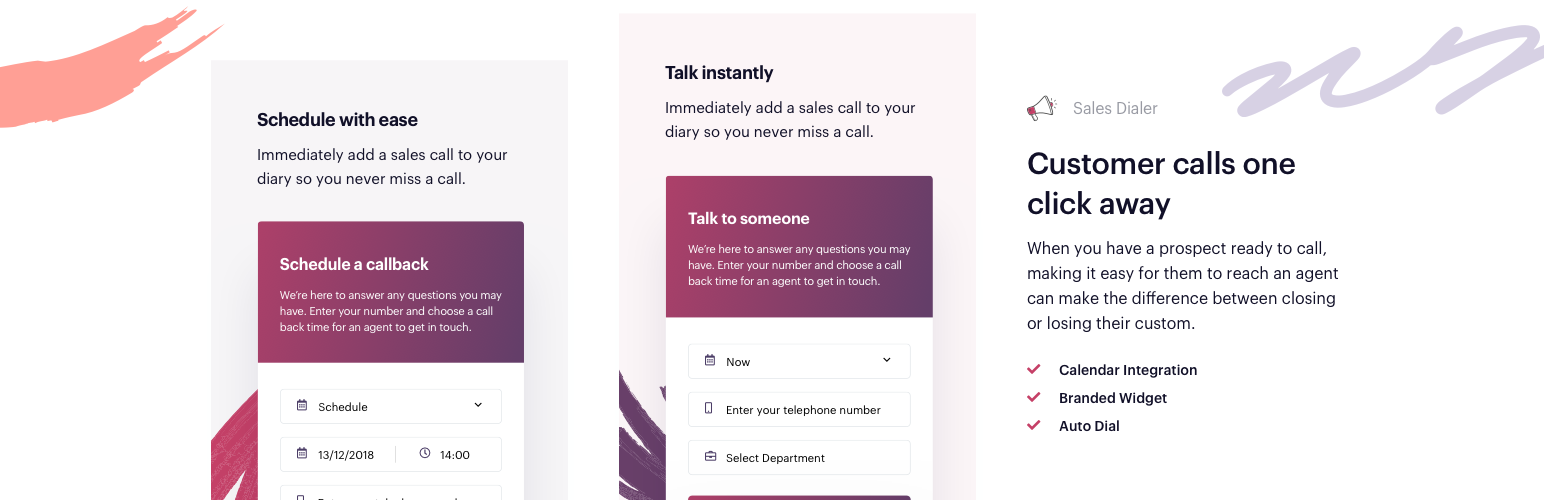 Schedule with ease
Immediately add a sales call to your
diary so you never miss a call.
Schedule a callback
We're here to answer any questions you may
have. Enter your number and choose a call
back time for an agent to get in touch.
Schedule
13/12/2018
14:00
Talk instantly
Immediately add a sales call to your
diary so you never miss a call.
Talk to someone
We're here to answer any questions you may
have. Enter your number and choose a call
back time for an agent to get in touch.
Now
Enter your telephone number
Select Department
Sales Dialer
Customer calls one
click away
When you have a prospect ready to call,
making it easy for them to reach an agent
can make the difference between closing
or losing their custom.
Calendar Integration
Branded Widget
Auto Dial